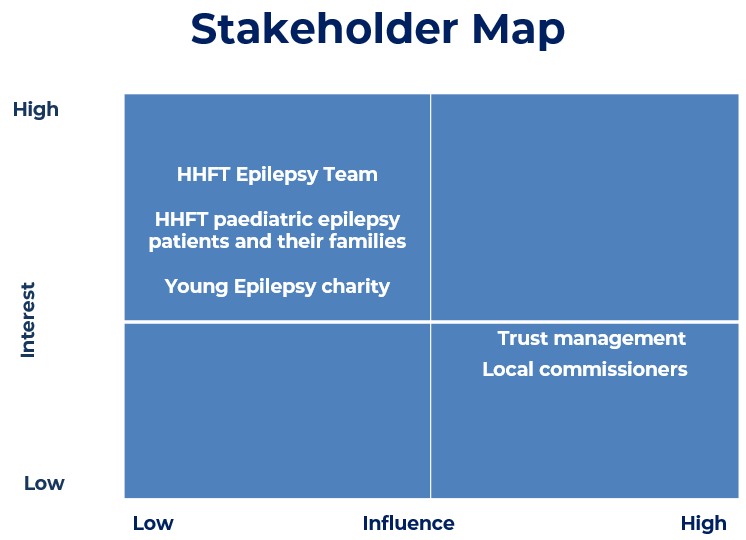 Stakeholder Map
High
HHFT Epilepsy Team
HHFT paediatric epilepsy
patients and their families
Young Epilepsy charity
Interest
Trust management
Local commissioners
Low
Low
Influence
High